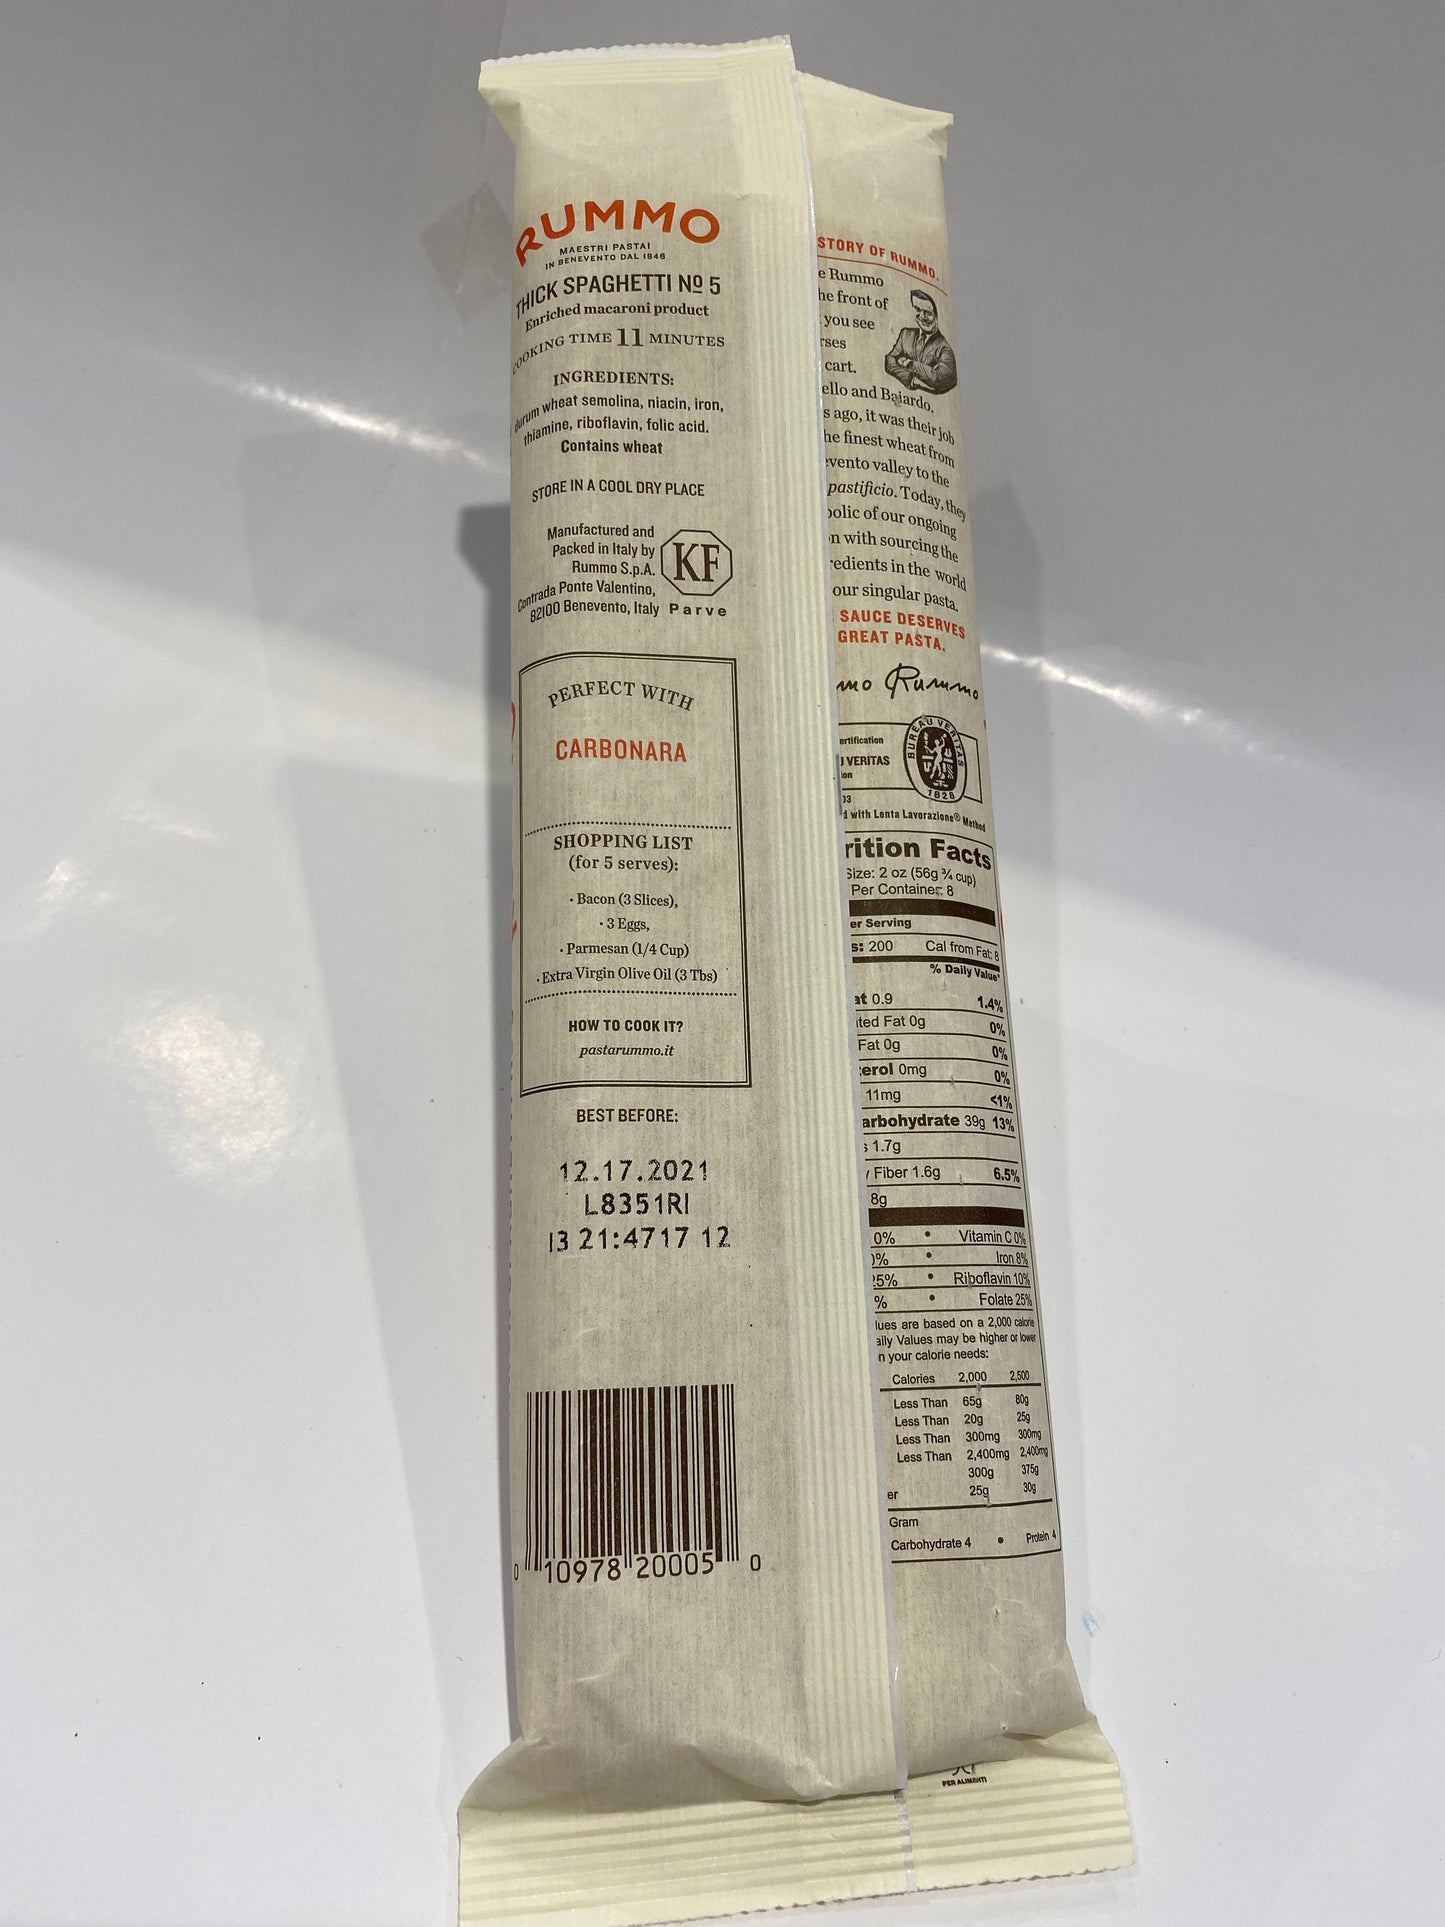 RUMMO
MAESTRI PASTAI
IN BENEVENTO DAL 1846
THICK SPAGHETTI Nº 5
Enriched macaroni product
COOKING TIME 11 MINUTES
INGREDIENTS:
durum wheat semolina, niacin, iron,
thiamine, riboflavin, folic acid.
Contains wheat
STORE IN A COOL DRY PLACE
Manufactured and
Packed in Italy by
Rummo S.p.A.
Contrada Ponte Valentino,
82100 Benevento, Italy
KF
Parve
PERFECT WITH
CARBONARA
SHOPPING LIST
(for 5 serves):
· Bacon (3 Slices),
· 3 Eggs,
· Parmesan (1/4 Cup)
· Extra Virgin Olive Oil (3 Tbs)
HOW TO COOK IT?
pastarummo.it
BEST BEFORE:
12.17.2021
L8351RI
13 21:4717 12
0 10978 20005 0
STORY OF RUMMO.
e Rummo
he front of
you see
rses
cart.
ello and Baiardo.
s ago, it was their job
he finest wheat from
evento valley to the
pastificio. Today, they
bolic of our ongoing
n with sourcing the
redients in the world
our singular pasta.
SAUCE DESERVES
GREAT PASTA.
mo Rummo
ertification
U VERITAS
ion
03
BUREAU VERITAS
1828
d with Lenta Lavorazione® Method
rition Facts
Size: 2 oz (56g ¾ cup)
Per Container: 8
er Serving
s: 200 Cal from Fat: 8
% Daily Value*
at 0.9 1.4%
ted Fat 0g 0%
Fat 0g 0%
terol 0mg 0%
11mg <1%
arbohydrate 39g 13%
s 1.7g
y Fiber 1.6g 6.5%
8g
0% • Vitamin C 0%
0% • Iron 8%
25% • Riboflavin 10%
% • Folate 25%
lues are based on a 2,000 calorie
aily Values may be higher or lower
n your calorie needs:
Calories 2,000 2,500
Less Than 65g 80g
Less Than 20g 25g
Less Than 300mg 300mg
Less Than 2,400mg 2,400mg
300g 375g
er 25g 30g
Gram
Carbohydrate 4 • Protein 4
PER ALIMENTI